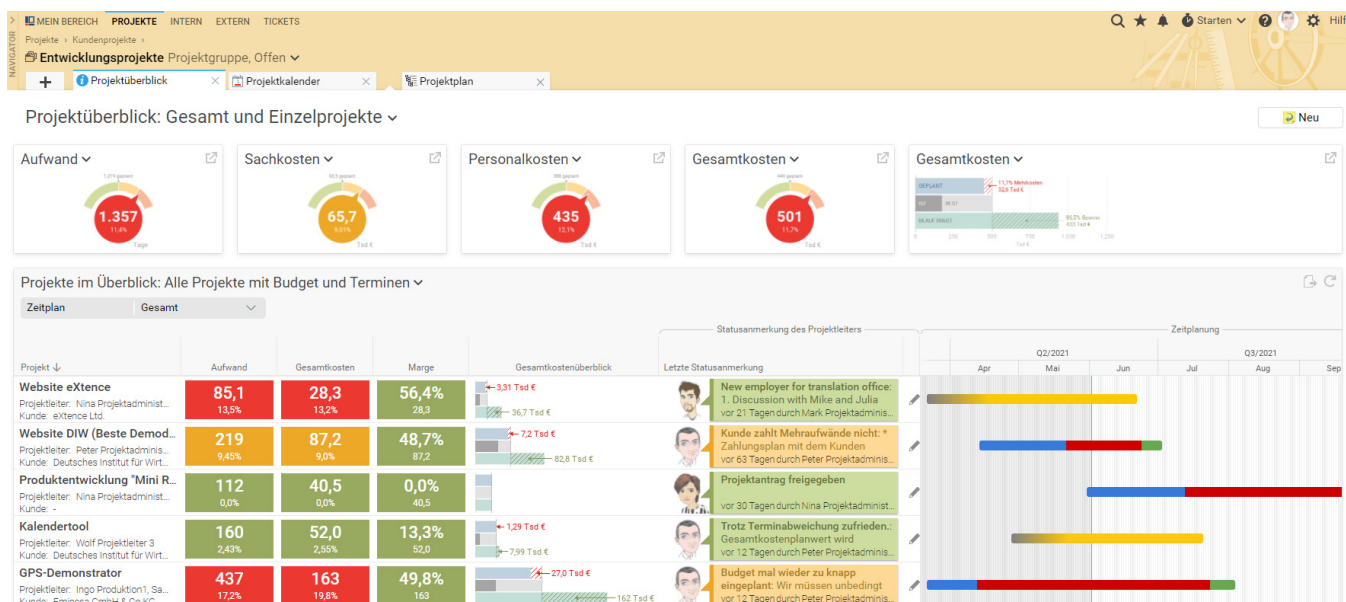 MEIN BEREICH PROJEKTE INTERN EXTERN TICKETS
Starten
Hilf
NAVIGATOR
Projekte › Kundenprojekte ›
Entwicklungsprojekte Projektgruppe, Offen
Projektüberblick
Projektkalender
Projektplan
Projektüberblick: Gesamt und Einzelprojekte
Neu
Aufwand
1.019 geplant
1.357
11,4%
Tage
Sachkosten
65,7
9,01%
Tsd €
Personalkosten
435
12,1%
Tsd €
Gesamtkosten
501
11,7%
Tsd €
Gesamtkosten
GEPLANT
11,7% Mehrkosten
52,6 Tsd €
0 250 500 750 1.000 1.250
Tsd €
Projekte im Überblick: Alle Projekte mit Budget und Terminen
Zeitplan Gesamt
Statusanmerkung des Projektleiters
Zeitplanung
Q2/2021 Q3/2021
Projekt Aufwand Gesamtkosten Marge Gesamtkostenüberblick Letzte Statusanmerkung
Apr Mai Jun Jul Aug Sep
Website eXtence
Projektleiter: Nina Projektadminist...
Kunde: eXtence Ltd.
85,1
13,5%
28,3
13,2%
56,4%
28,3
3,31 Tsd €
36,7 Tsd €
New employer for translation office:
1. Discussion with Mike and Julia
vor 21 Tagen durch Mark Projektadminis...
Website DIW (Beste Demod...
Projektleiter: Peter Projektadminis...
Kunde: Deutsches Institut für Wirt...
219
9,45%
87,2
9,0%
48,7%
87,2
7,2 Tsd €
82,8 Tsd €
Kunde zahlt Mehraufwände nicht: *
Zahlungsplan mit dem Kunden
vor 63 Tagen durch Peter Projektadminis...
Produktentwicklung "Mini R...
Projektleiter: Nina Projektadminist...
Kunde: -
112
0,0%
40,5
0,0%
0,0%
40,5
Projektantrag freigegeben
vor 30 Tagen durch Nina Projektadminist...
Kalendertool
Projektleiter: Wolf Projektleiter 3
Kunde: Deutsches Institut für Wirt...
160
2,43%
52,0
2,55%
13,3%
52,0
1,29 Tsd €
7,99 Tsd €
Trotz Terminabweichung zufrieden.:
Gesamtkostenplanwert wird
vor 12 Tagen durch Peter Projektadminis...
GPS-Demonstrator
Projektleiter: Ingo Produktion1, Sa...
437
17,2%
163
19,8%
49,8%
163
27,0 Tsd €
162 Tsd €
Budget mal wieder zu knapp
eingeplant: Wir müssen unbedingt
vor 12 Tagen durch Peter Projektadminis...